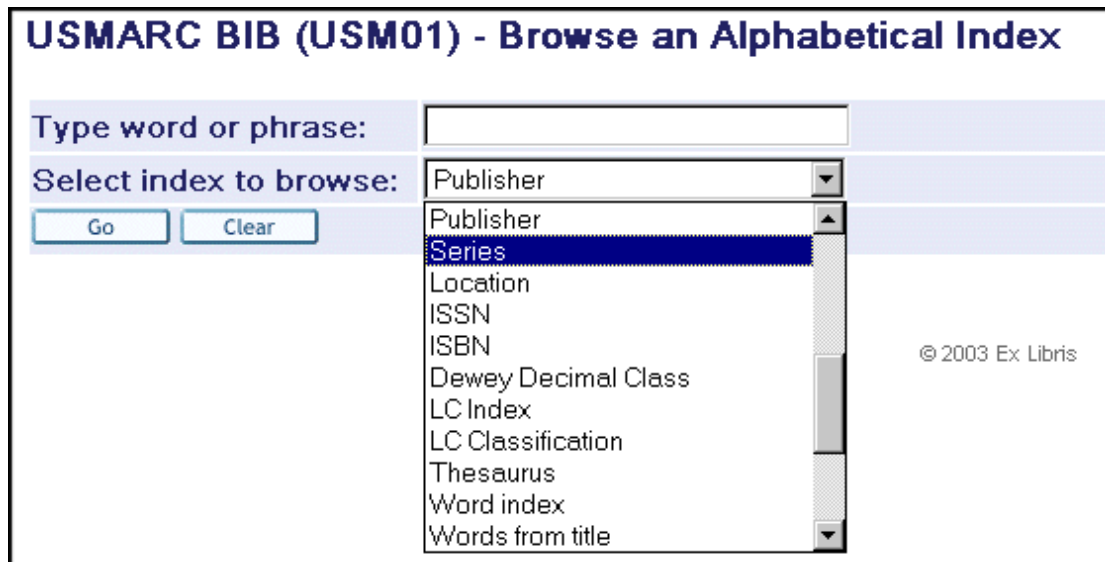 USMARC BIB (USM01) - Browse an Alphabetical Index
Type word or phrase:
Select index to browse: Publisher
Go Clear
Publisher
Series
Location
ISSN
ISBN
© 2003 Ex Libris
Dewey Decimal Class
LC Index
LC Classification
Thesaurus
Word index
Words from title